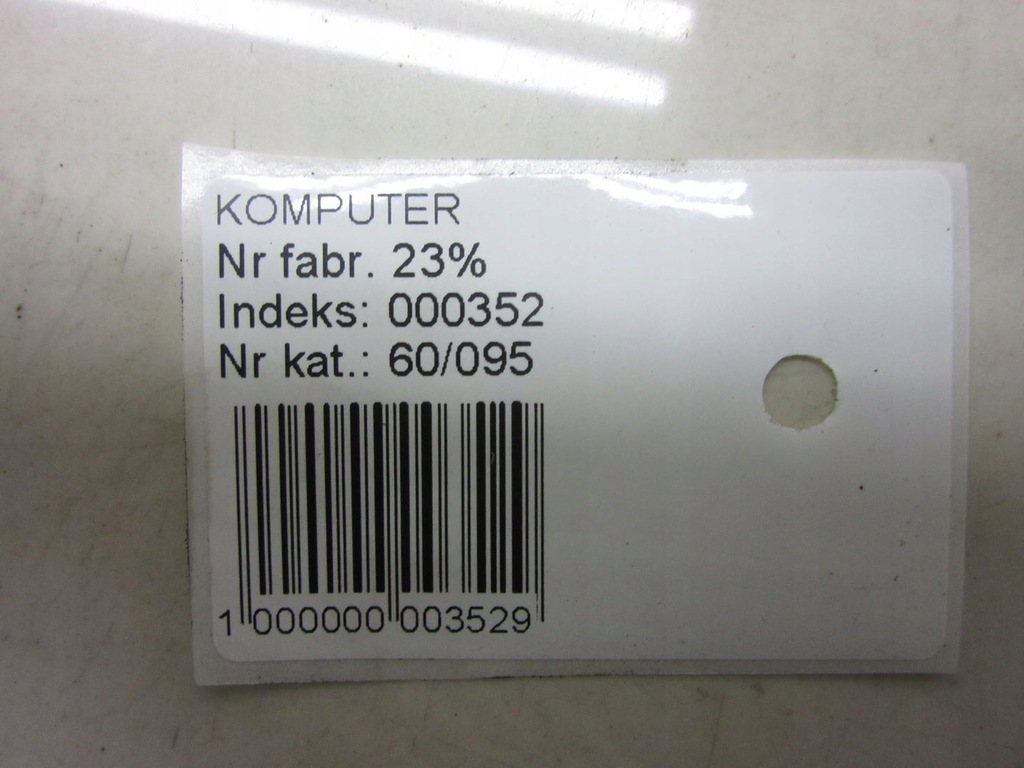 KOMPUTER
Nr fabr. 23%
Indeks: 000352
Nr kat.: 60/095
1 000000 003529